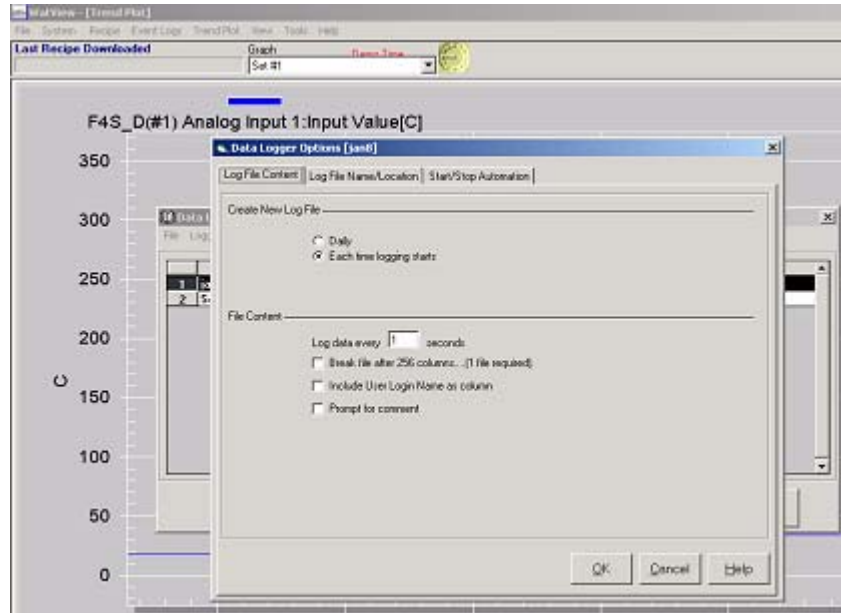 WatView - [Trend Plot]
File System Recipe Event Logs Trend Plot View Tools Help
Last Recipe Downloaded
Graph
Demo Time
Set #1
F4S_D(#1) Analog Input 1:Input Value[C]
350
300
250
200
150
100
50
0
C
Data
File
1
2
Data Logger Options [jan8]
Log File Content
Log File Name/Location
Start/Stop Automation
Create New Log File
Daily
Each time logging starts
File Content
Log data every 1 seconds
Break file after 256 columns...(1 file required)
Include User Login Name as column
Prompt for comment
OK Cancel Help